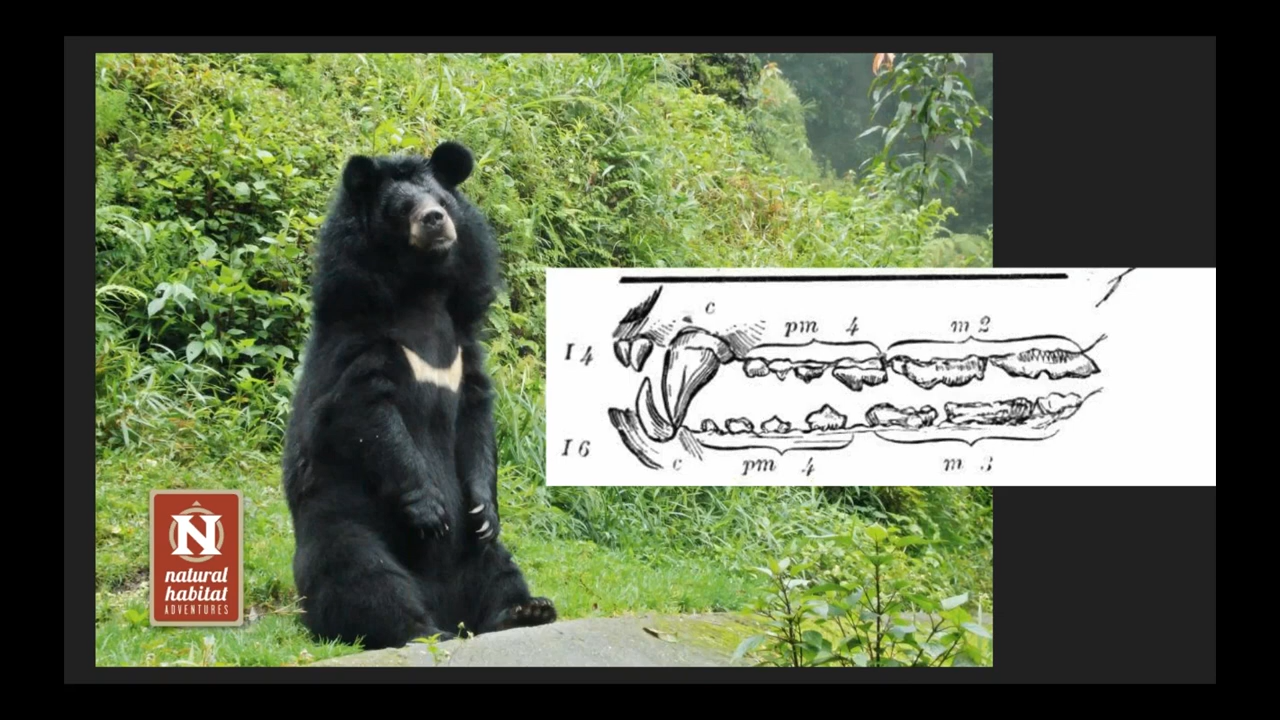 c
pm 4 m 2
I 4
I 6
c pm 4 m 3
N
natural
habitat
ADVENTURES